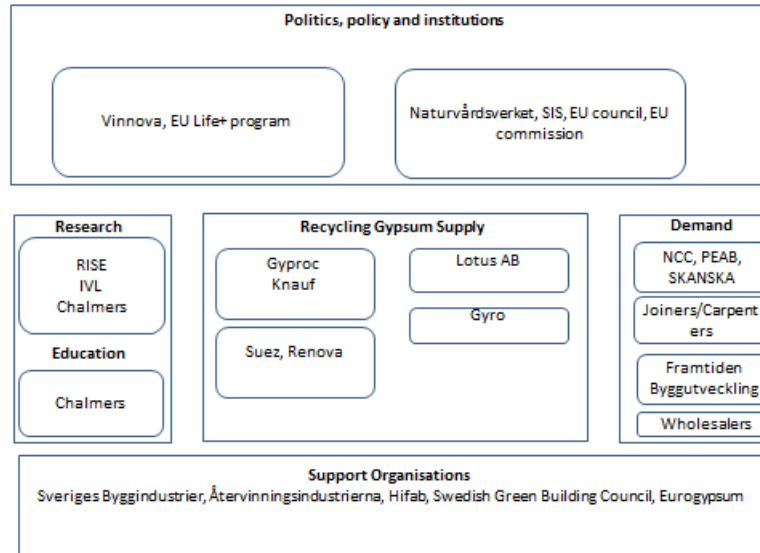 Politics, policy and institutions
Vinnova, EU Life+ program
Naturvårdsverket, SIS, EU council, EU
commission
Research
RISE
IVL
Chalmers
Education
Chalmers
Recycling Gypsum Supply
Gyproc
Knauf
Lotus AB
Suez, Renova
Gyro
Demand
NCC, PEAB,
SKANSKA
Joiners/Carpent
ers
Framtiden
Byggutveckling
Wholesalers
Support Organisations
Sveriges Byggindustrier, Återvinningsindustrierna, Hifab, Swedish Green Building Council, Eurogypsum